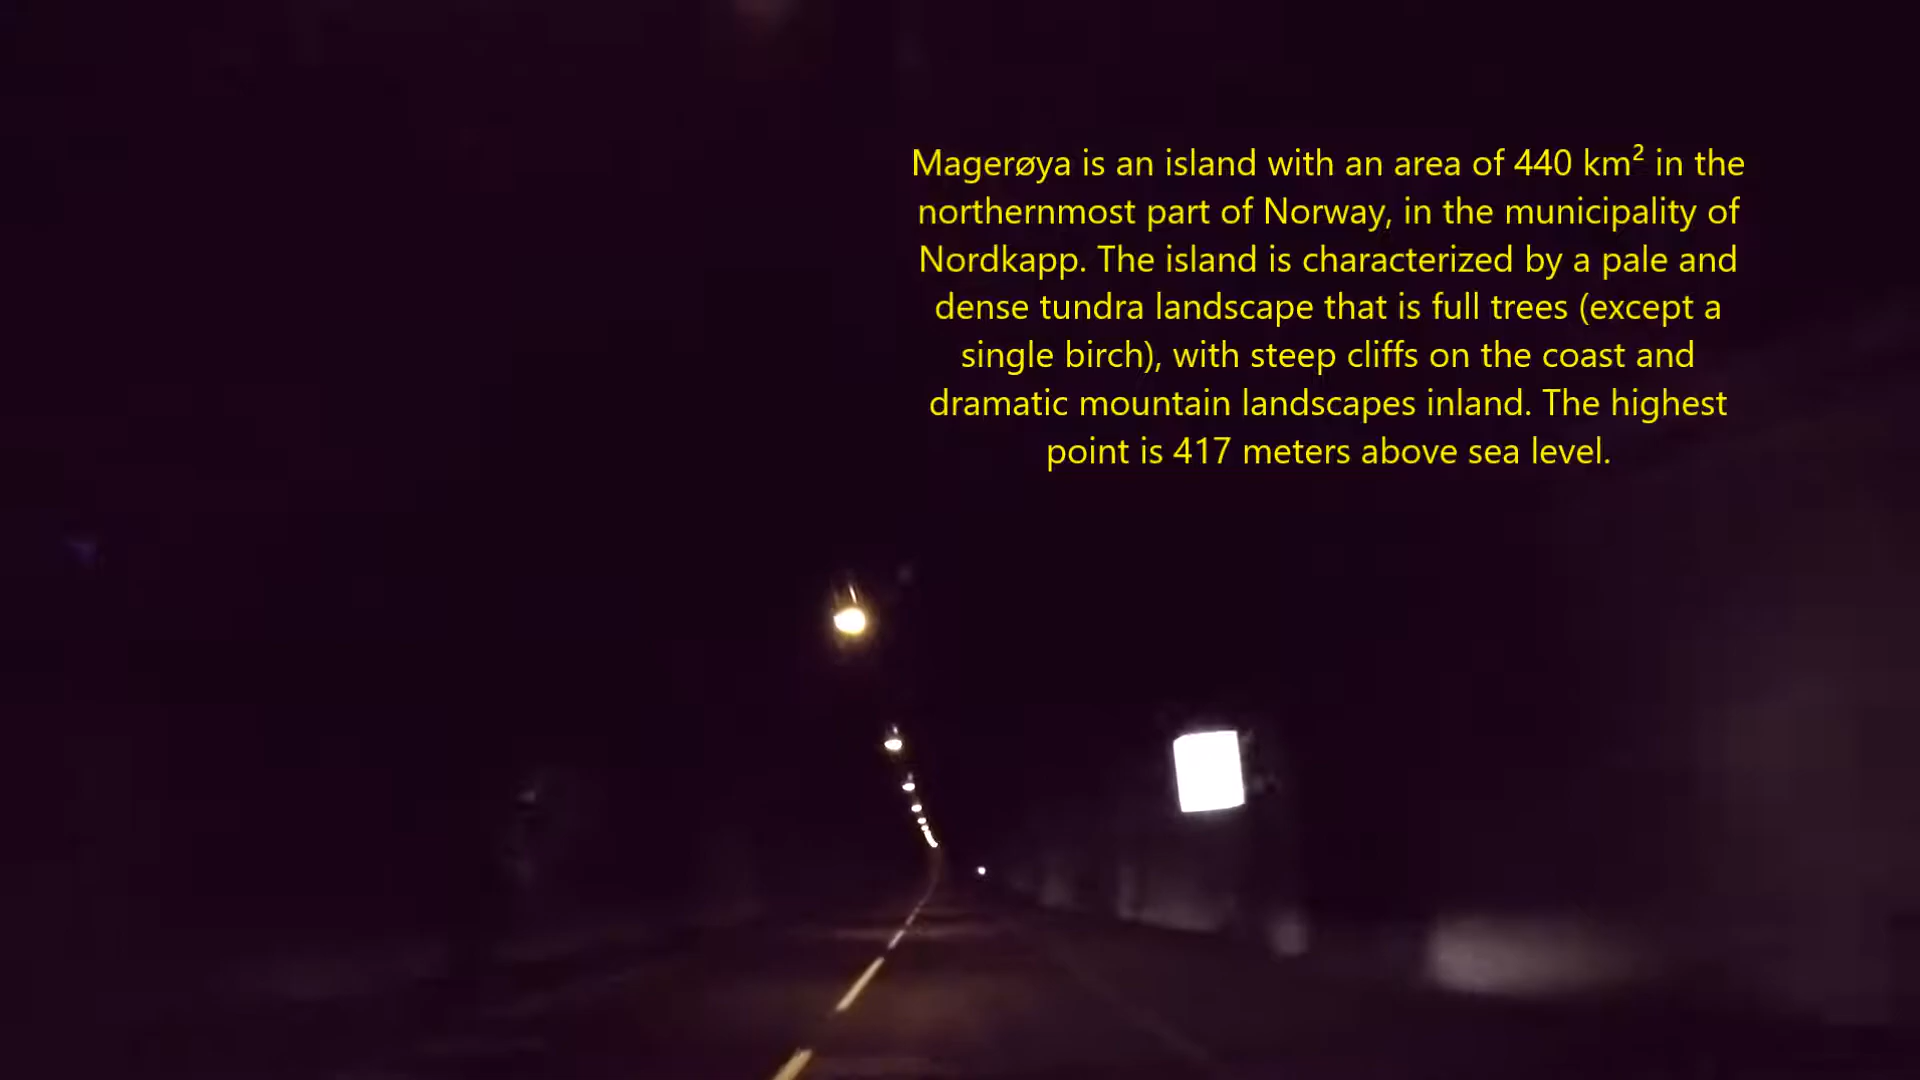 Magerøya is an island with an area of 440 km² in the
northernmost part of Norway, in the municipality of
Nordkapp. The island is characterized by a pale and
dense tundra landscape that is full trees (except a
single birch), with steep cliffs on the coast and
dramatic mountain landscapes inland. The highest
point is 417 meters above sea level.